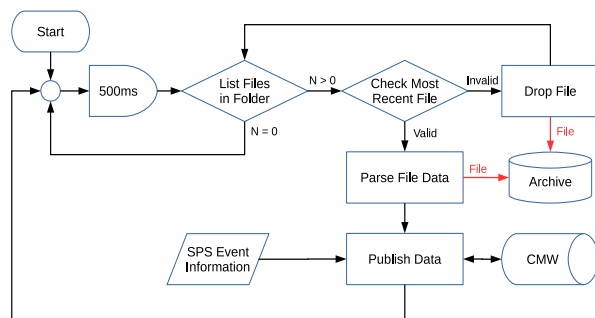 Start
500ms
List Files
in Folder
N > 0
N = 0
Check Most
Recent File
Invalid
Valid
Drop File
File
Archive
Parse File Data
File
SPS Event
Information
Publish Data
CMW